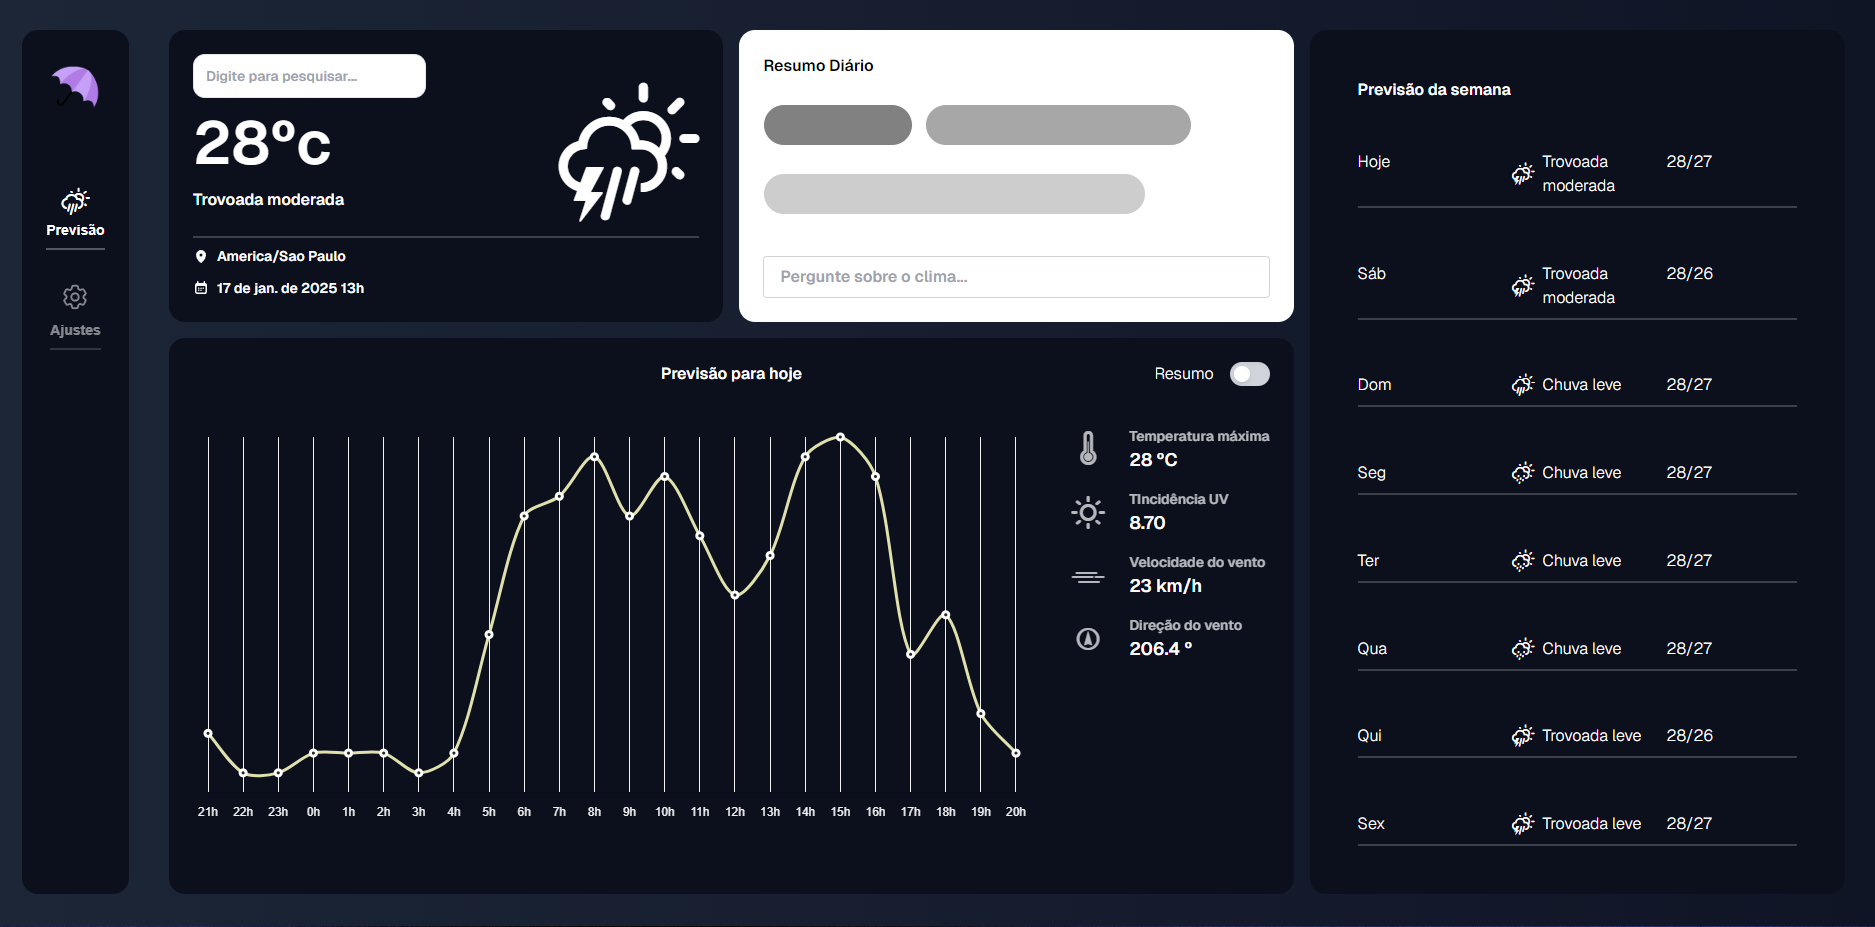 Previsão
Ajustes
Digite para pesquisar...
28ºc
Trovoada moderada
America/Sao Paulo
17 de jan. de 2025 13h
Resumo Diário
Pergunte sobre o clima...
Previsão para hoje
Resumo
21h 22h 23h 0h 1h 2h 3h 4h 5h 6h 7h 8h 9h 10h 11h 12h 13h 14h 15h 16h 17h 18h 19h 20h
Temperatura máxima
28 ºC
TIncidência UV
8.70
Velocidade do vento
23 km/h
Direção do vento
206.4 º
Previsão da semana
Hoje Trovoada 28/27
moderada
Sáb Trovoada 28/26
moderada
Dom Chuva leve 28/27
Seg Chuva leve 28/27
Ter Chuva leve 28/27
Qua Chuva leve 28/27
Qui Trovoada leve 28/26
Sex Trovoada leve 28/27